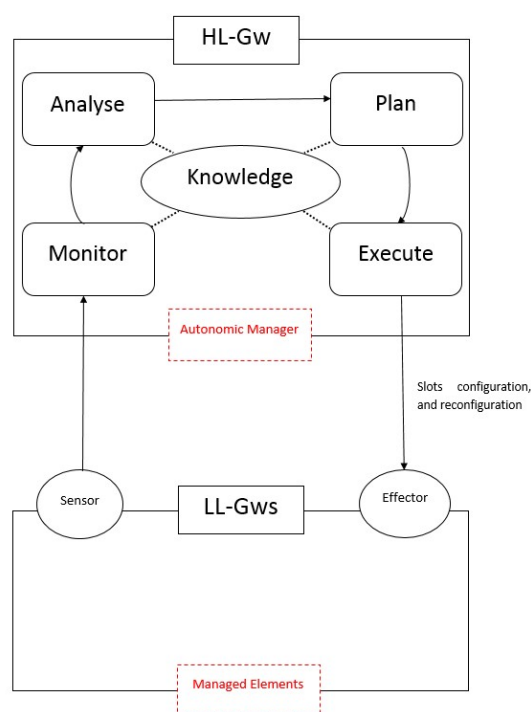 HL-Gw
Analyse
Plan
Knowledge
Monitor
Execute
Autonomic Manager
Slots configuration,
and reconfiguration
Sensor
LL-Gws
Effector
Managed Elements